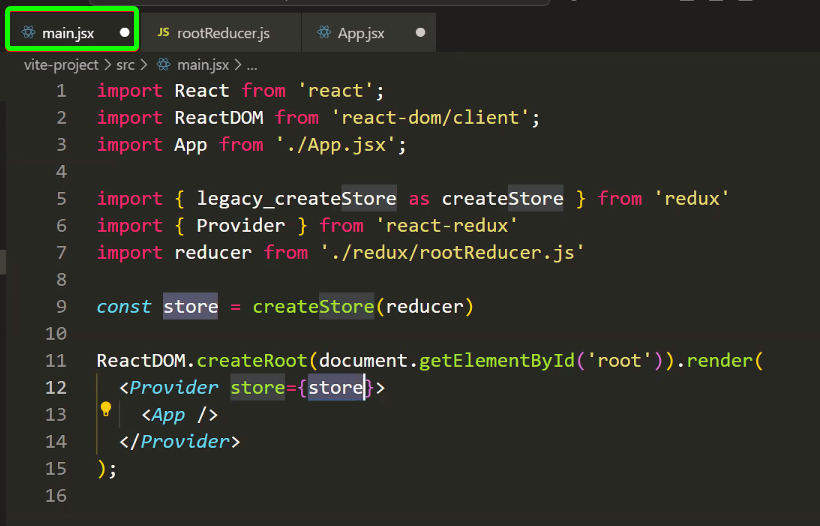 main.jsx JS rootReducer.js App.jsx
vite-project > src > main.jsx > ...
1 import React from 'react';
2 import ReactDOM from 'react-dom/client';
3 import App from './App.jsx';
4
5 import { legacy_createStore as createStore } from 'redux'
6 import { Provider } from 'react-redux'
7 import reducer from './redux/rootReducer.js'
8
9 const store = createStore(reducer)
10
11 ReactDOM.createRoot(document.getElementById('root')).render(
12 <Provider store={store}>
13 <App />
14 </Provider>
15 );
16